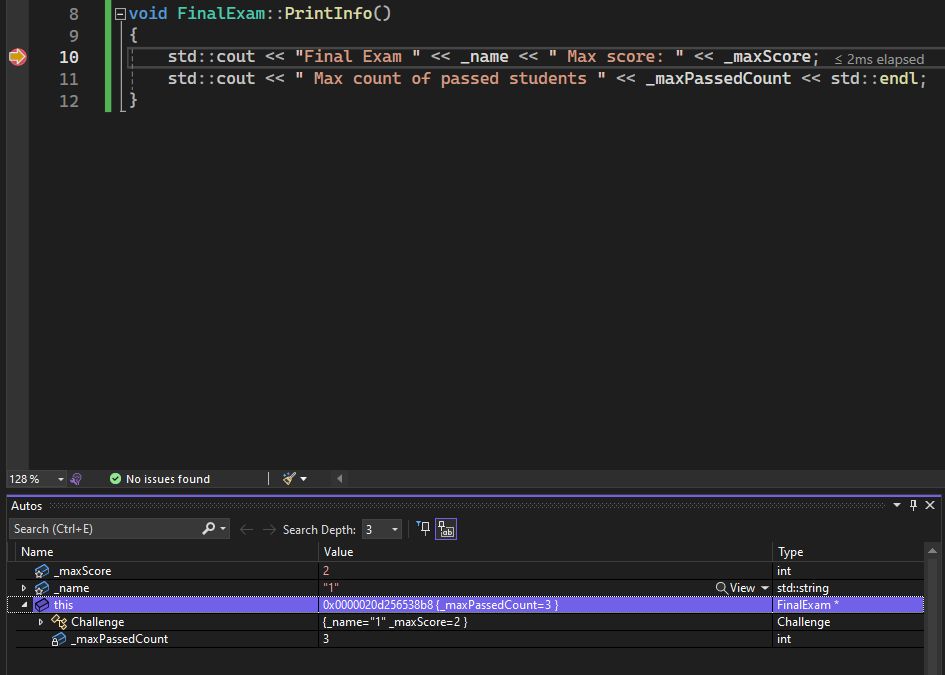 8 void FinalExam::PrintInfo()
9 {
10 std::cout << "Final Exam " << _name << " Max score: " << _maxScore; ≤ 2ms elapsed
11 std::cout << " Max count of passed students " << _maxPassedCount << std::endl;
12 }
128 % No issues found
Autos
Search (Ctrl+E) Search Depth: 3
Name Value Type
_maxScore 2 int
_name "1" View std::string
this 0x0000020d256538b8 {_maxPassedCount=3 } FinalExam *
Challenge {_name="1" _maxScore=2 } Challenge
_maxPassedCount 3 int